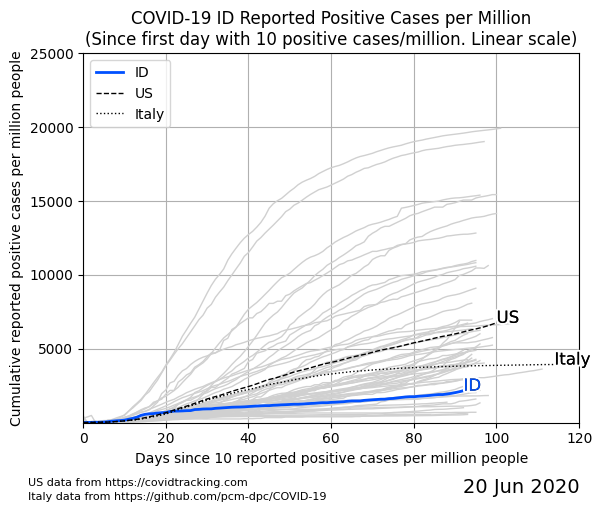 COVID-19 ID Reported Positive Cases per Million
(Since first day with 10 positive cases/million. Linear scale)
Cumulative reported positive cases per million people
25000
20000
15000
10000
5000
ID
US
Italy
US
Italy
ID
0
20
40
60
80
100
120
Days since 10 reported positive cases per million people
US data from https://covidtracking.com
Italy data from https://github.com/pcm-dpc/COVID-19
20 Jun 2020